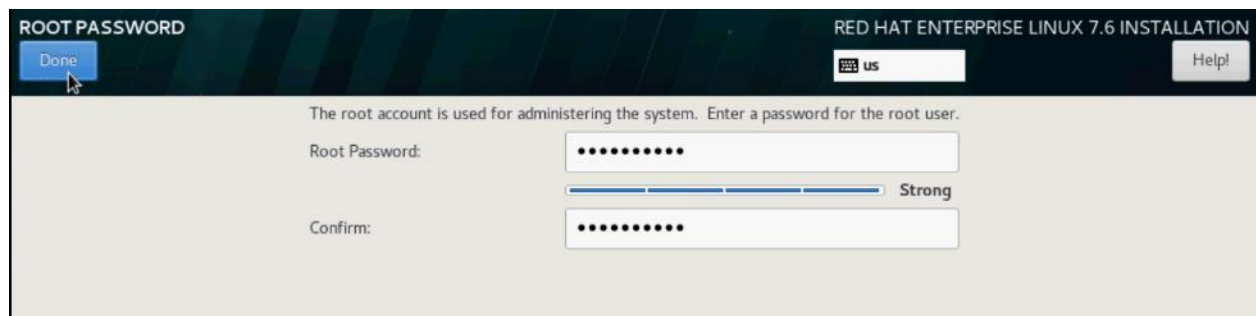 ROOT PASSWORD
RED HAT ENTERPRISE LINUX 7.6 INSTALLATION
Done
us
Help!
The root account is used for administering the system. Enter a password for the root user.
Root Password:
••••••••••
Strong
Confirm:
••••••••••